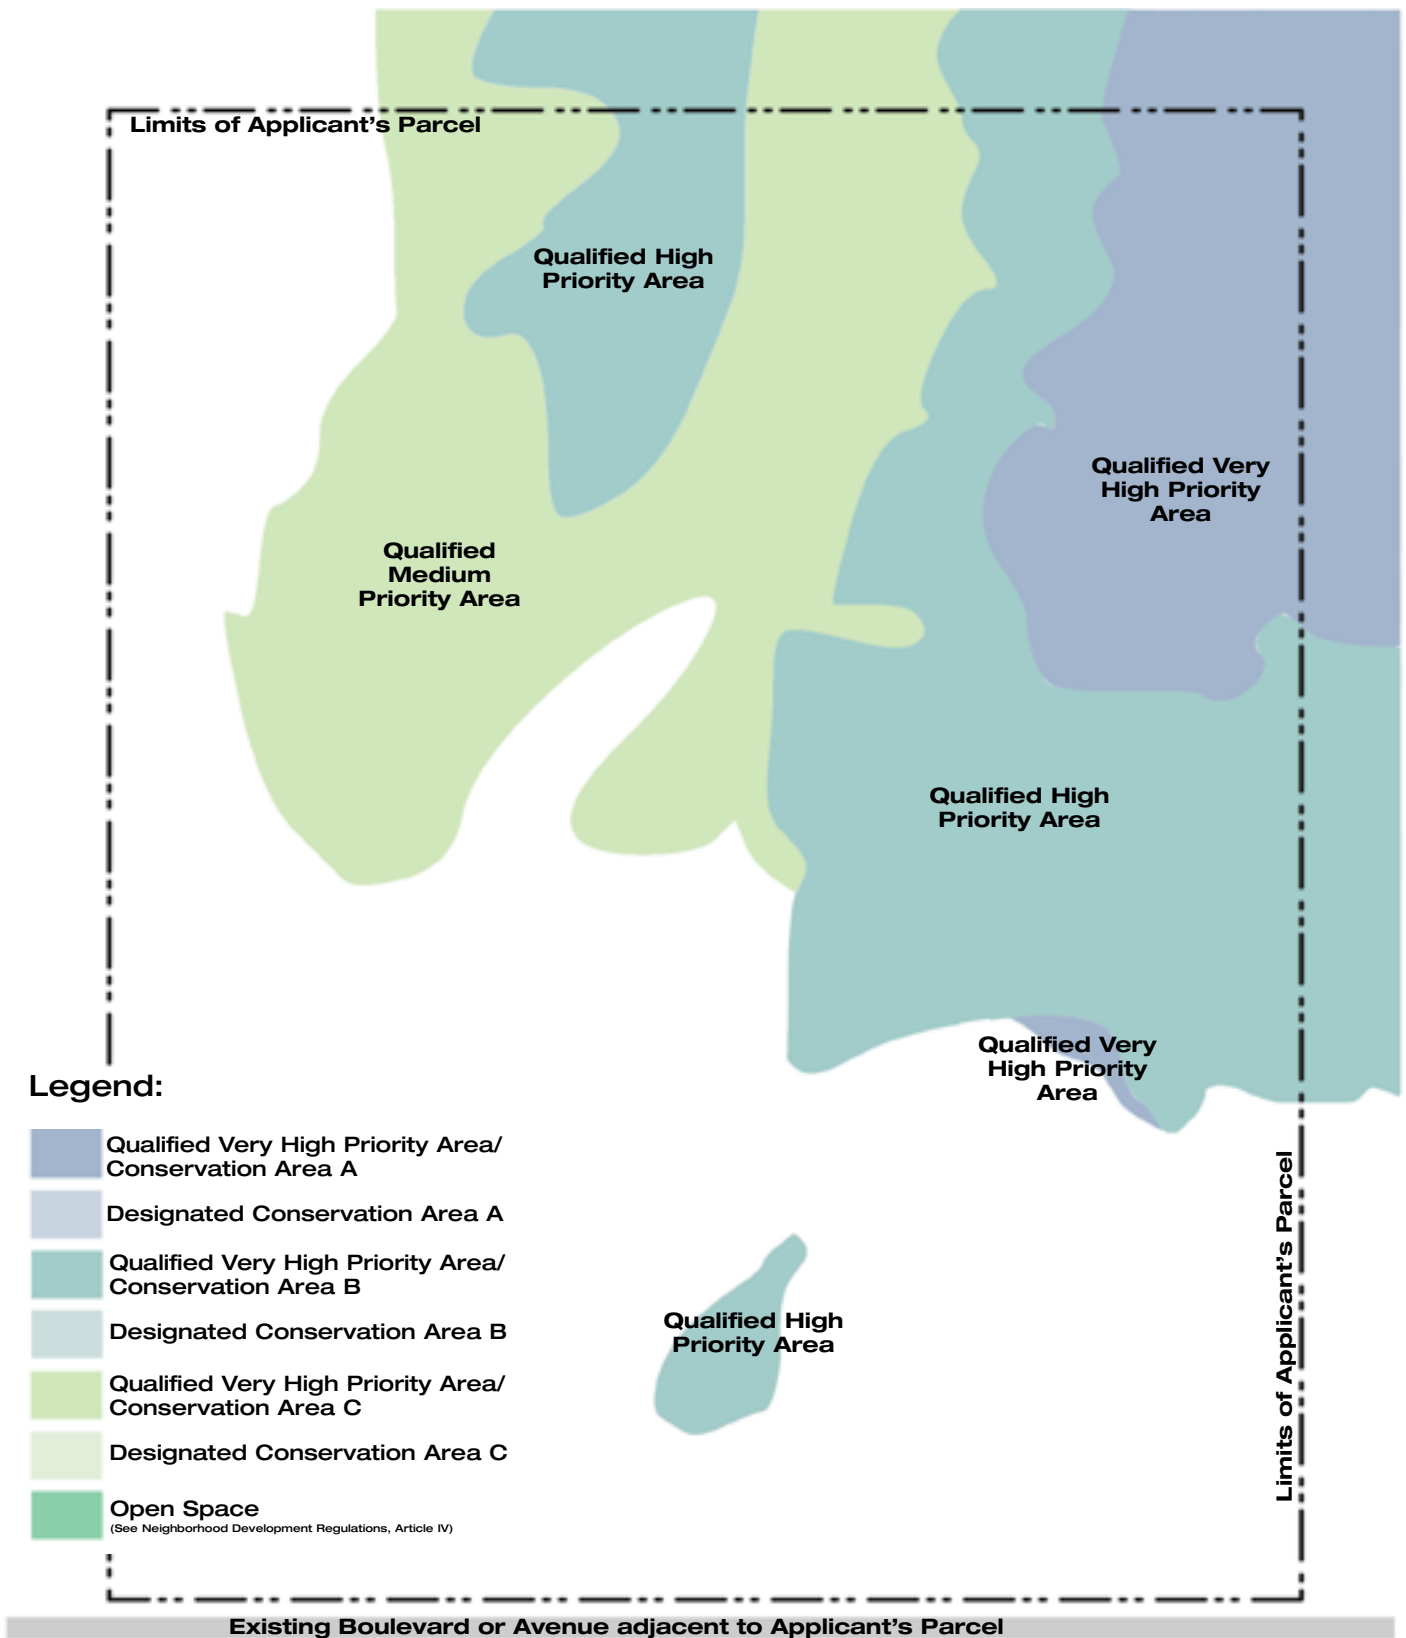 Limits of Applicant's Parcel
Qualified High
Priority Area
Qualified Very
High Priority
Area
Qualified
Medium
Priority Area
Qualified High
Priority Area
Qualified Very
High Priority
Area
Legend:
Qualified Very High Priority Area/
Conservation Area A
Designated Conservation Area A
Qualified Very High Priority Area/
Conservation Area B
Designated Conservation Area B
Qualified Very High Priority Area/
Conservation Area C
Designated Conservation Area C
Open Space
(See Neighborhood Development Regulations, Article IV)
Qualified High
Priority Area
Limits of Applicant's Parcel
Existing Boulevard or Avenue adjacent to Applicant's Parcel